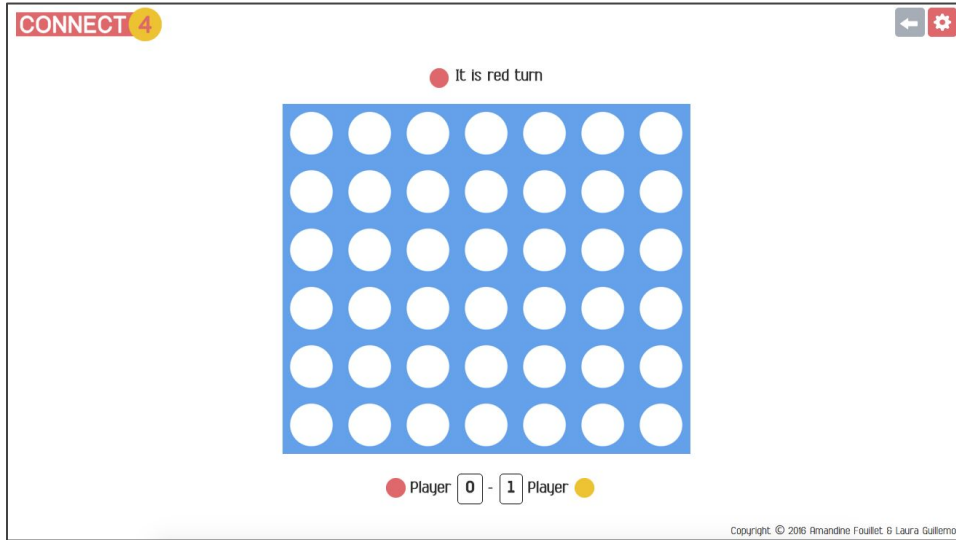 CONNECT 4
It is red turn
Player 0 - 1 Player
Copyright © 2016 Amandine Fouillet & Laura Guillemo